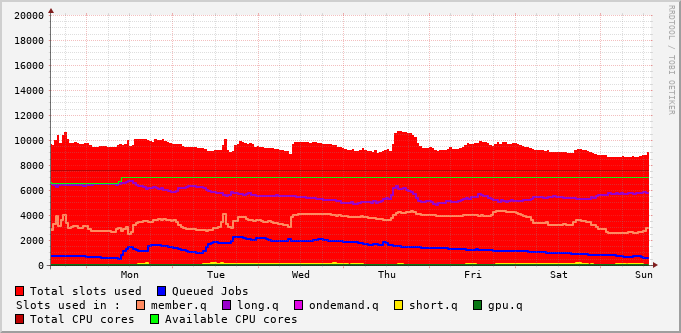 20000
18000
16000
14000
12000
10000
8000
6000
4000
2000
0
Mon Tue Wed Thu Fri Sat Sun
RRDTOOL / TOBI OETIKER
Total slots used Queued Jobs
Slots used in : member.q long.q ondemand.q short.q gpu.q
Total CPU cores Available CPU cores